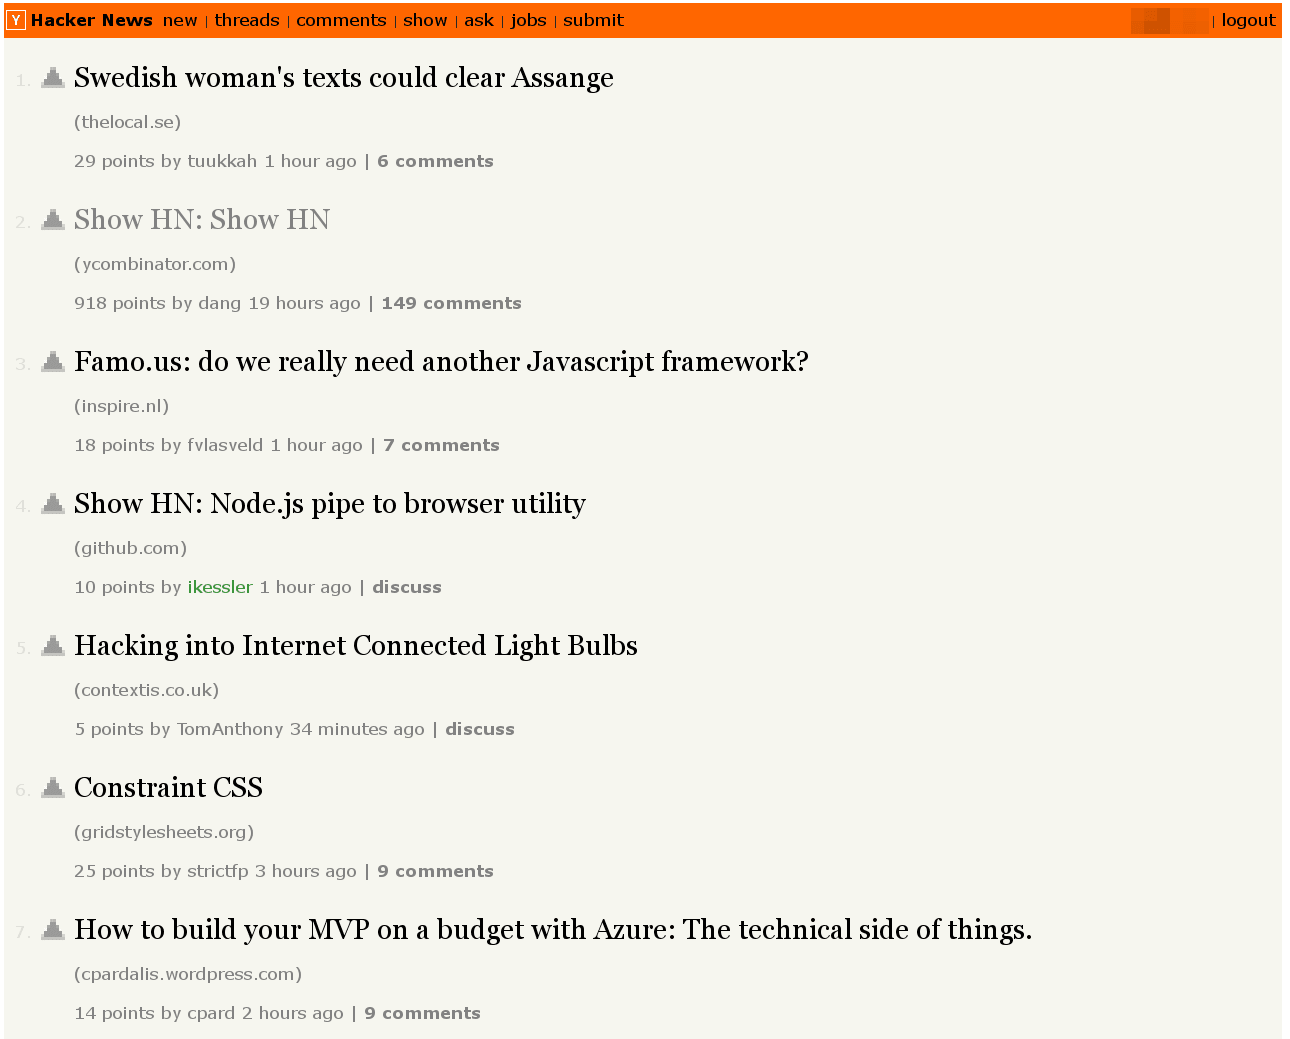 Y Hacker News new | threads | comments | show | ask | jobs | submit | logout
1. Swedish woman's texts could clear Assange
(thelocal.se)
29 points by tuukkah 1 hour ago | 6 comments
2. Show HN: Show HN
(ycombinator.com)
918 points by dang 19 hours ago | 149 comments
3. Famo.us: do we really need another Javascript framework?
(inspire.nl)
18 points by fvlasveld 1 hour ago | 7 comments
4. Show HN: Node.js pipe to browser utility
(github.com)
10 points by ikessler 1 hour ago | discuss
5. Hacking into Internet Connected Light Bulbs
(contextis.co.uk)
5 points by TomAnthony 34 minutes ago | discuss
6. Constraint CSS
(gridstylesheets.org)
25 points by strictfp 3 hours ago | 9 comments
7. How to build your MVP on a budget with Azure: The technical side of things.
(cpardalis.wordpress.com)
14 points by cpard 2 hours ago | 9 comments